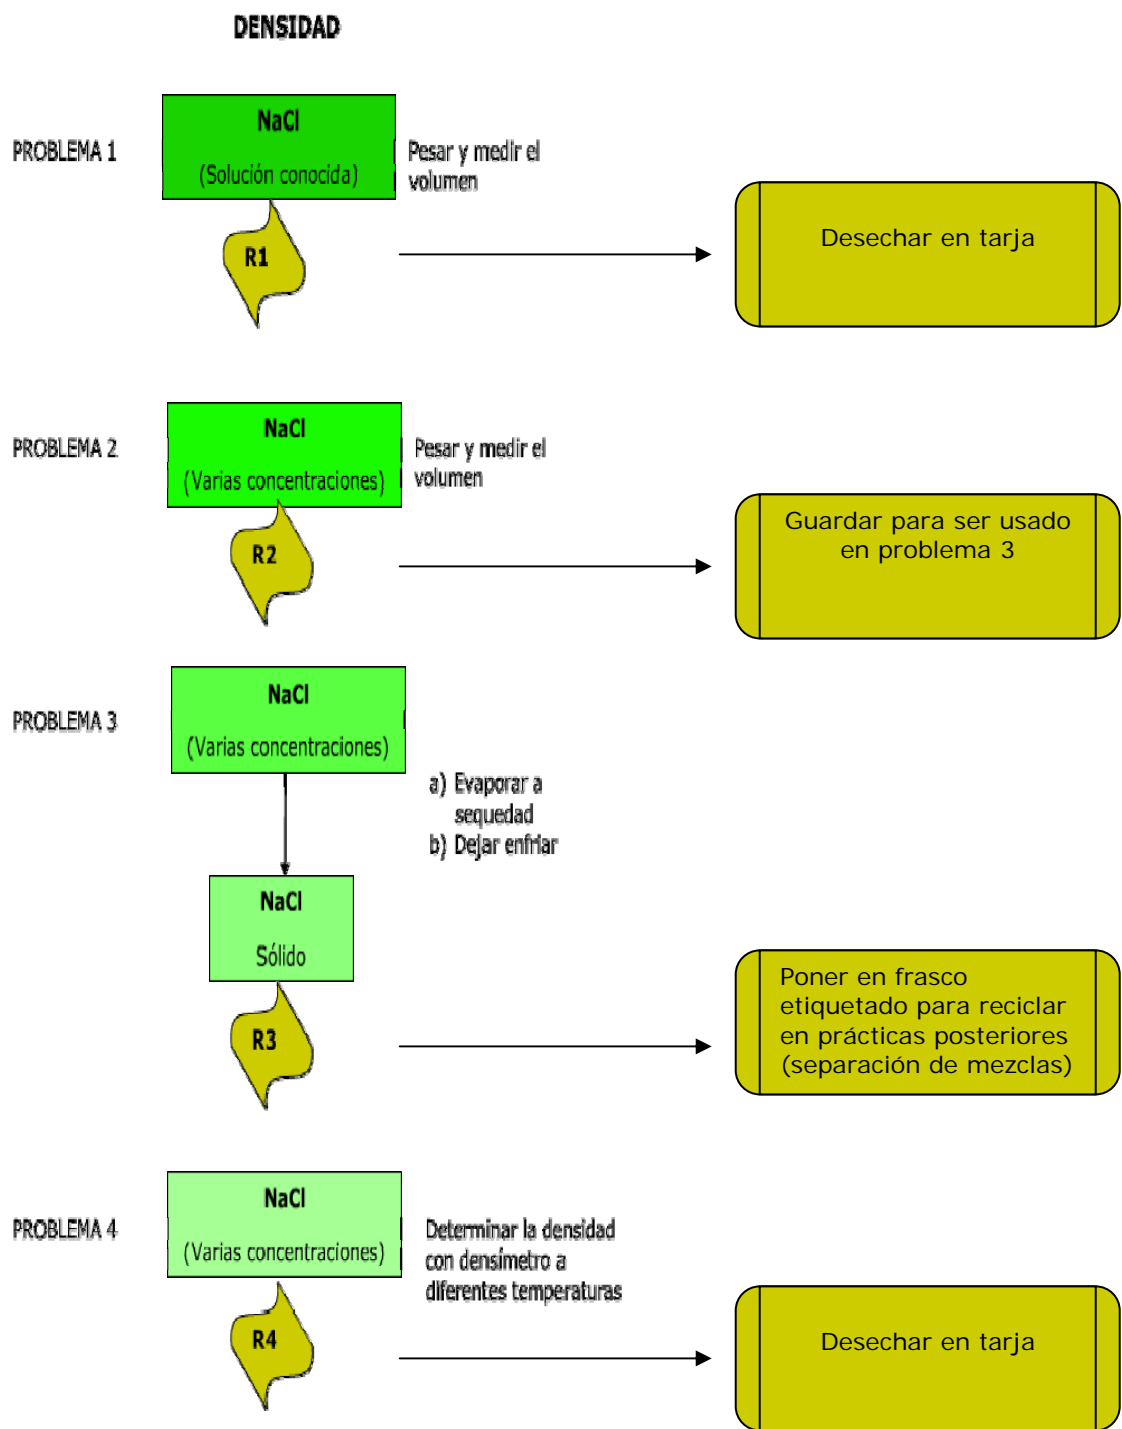 DENSIDAD
PROBLEMA 1
NaCl
(Solución conocida)
Pesar y medir el
volumen
R1
Desechar en tarja
PROBLEMA 2
NaCl
(Varias concentraciones)
Pesar y medir el
volumen
R2
Guardar para ser usado
en problema 3
PROBLEMA 3
NaCl
(Varias concentraciones)
a) Evaporar a
sequedad
b) Dejar enfriar
NaCl
Sólido
R3
Poner en frasco
etiquetado para reciclar
en prácticas posteriores
(separación de mezclas)
PROBLEMA 4
NaCl
(Varias concentraciones)
Determinar la densidad
con densímetro a
diferentes temperaturas
R4
Desechar en tarja